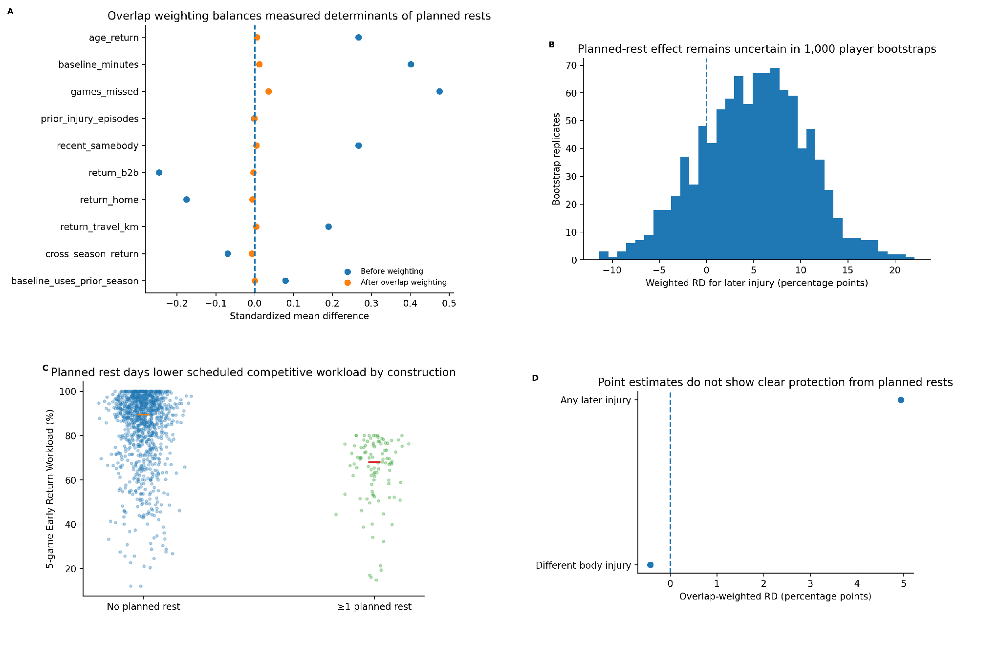 A
Overlap weighting balances measured determinants of planned rests
age_return
baseline_minutes
games_missed
prior_injury_episodes
recent_samebody
return_b2b
return_home
return_travel_km
cross_season_return
baseline_uses_prior_season
Before weighting
After overlap weighting
−0.2 −0.1 0.0 0.1 0.2 0.3 0.4 0.5
Standardized mean difference
B
Planned-rest effect remains uncertain in 1,000 player bootstraps
Bootstrap replicates
70
60
50
40
30
20
10
0
−10 −5 0 5 10 15 20
Weighted RD for later injury (percentage points)
C
Planned rest days lower scheduled competitive workload by construction
5-game Early Return Workload (%)
100
80
60
40
20
No planned rest ≥1 planned rest
D
Point estimates do not show clear protection from planned rests
Any later injury
Different-body injury
0 1 2 3 4 5
Overlap-weighted RD (percentage points)